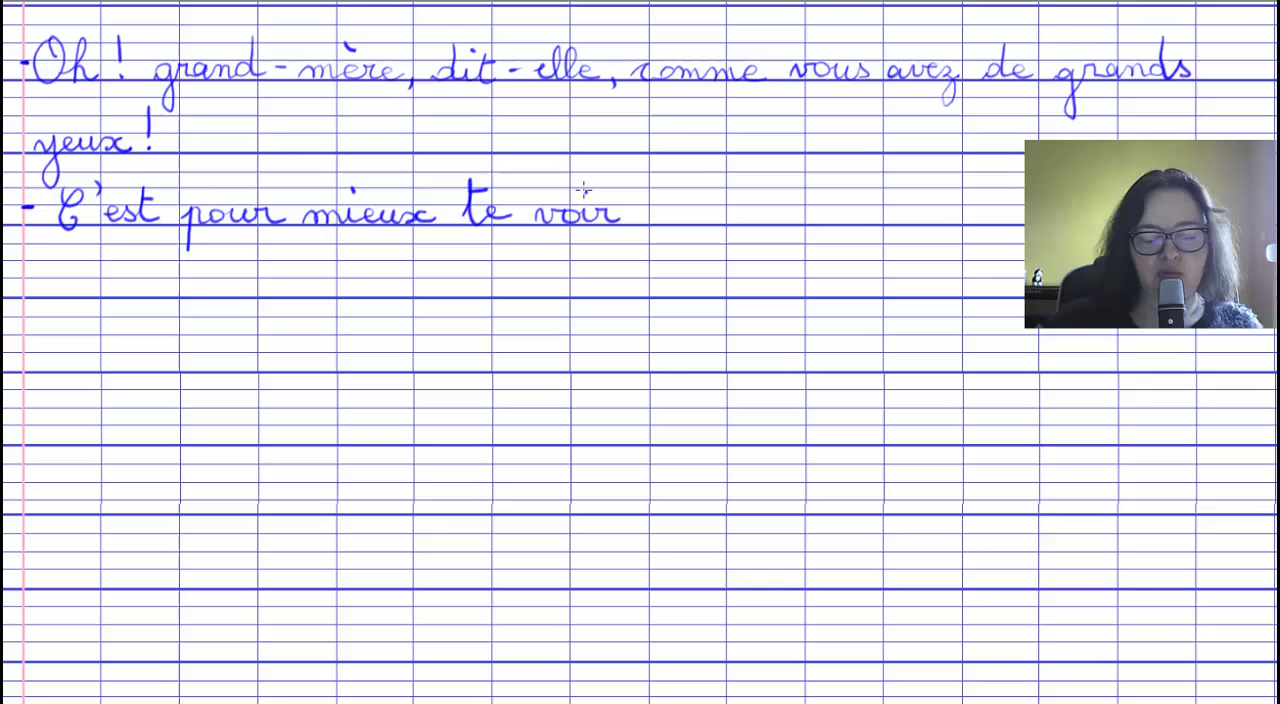 -Oh ! grand-mère, dit-elle, comme vous avez de grands
yeux !
- C'est pour mieux te voir